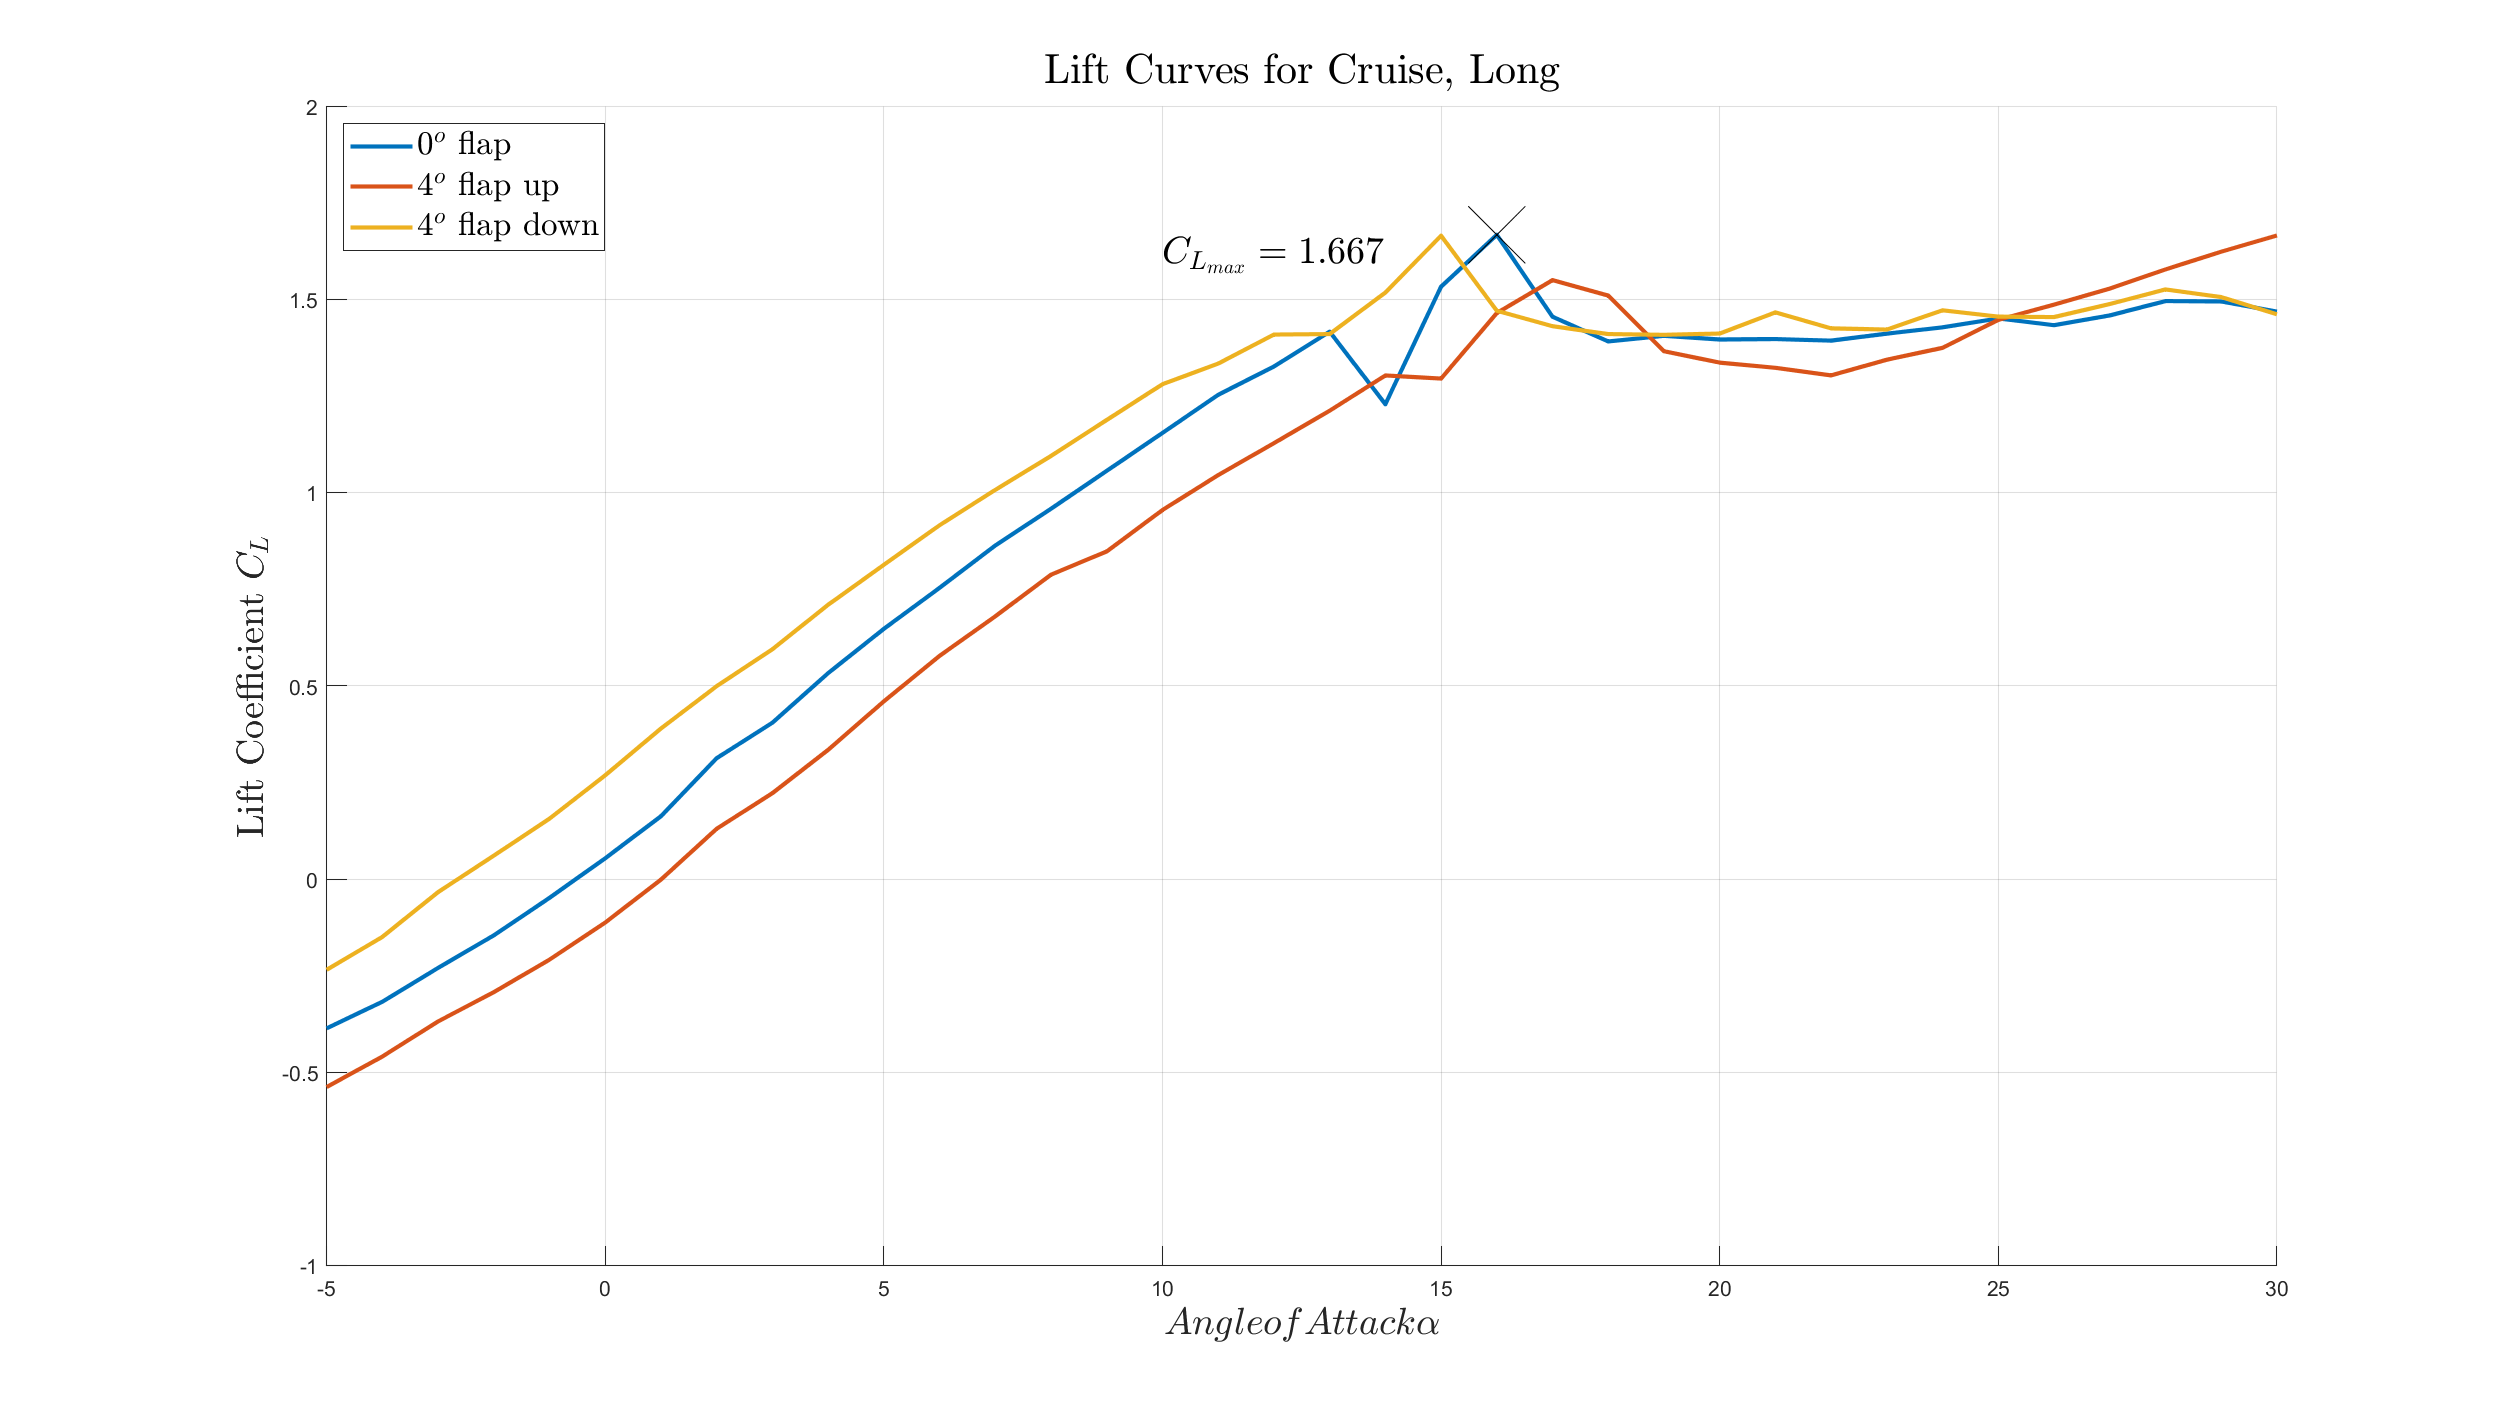 Lift Curves for Cruise, Long
2
0° flap
4° flap up
4° flap down
C_{L_{max}} = 1.667
1.5
1
0.5
0
-0.5
-1
Lift Coefficient C_L
-5 0 5 10 15 20 25 30
AngleofAttackα